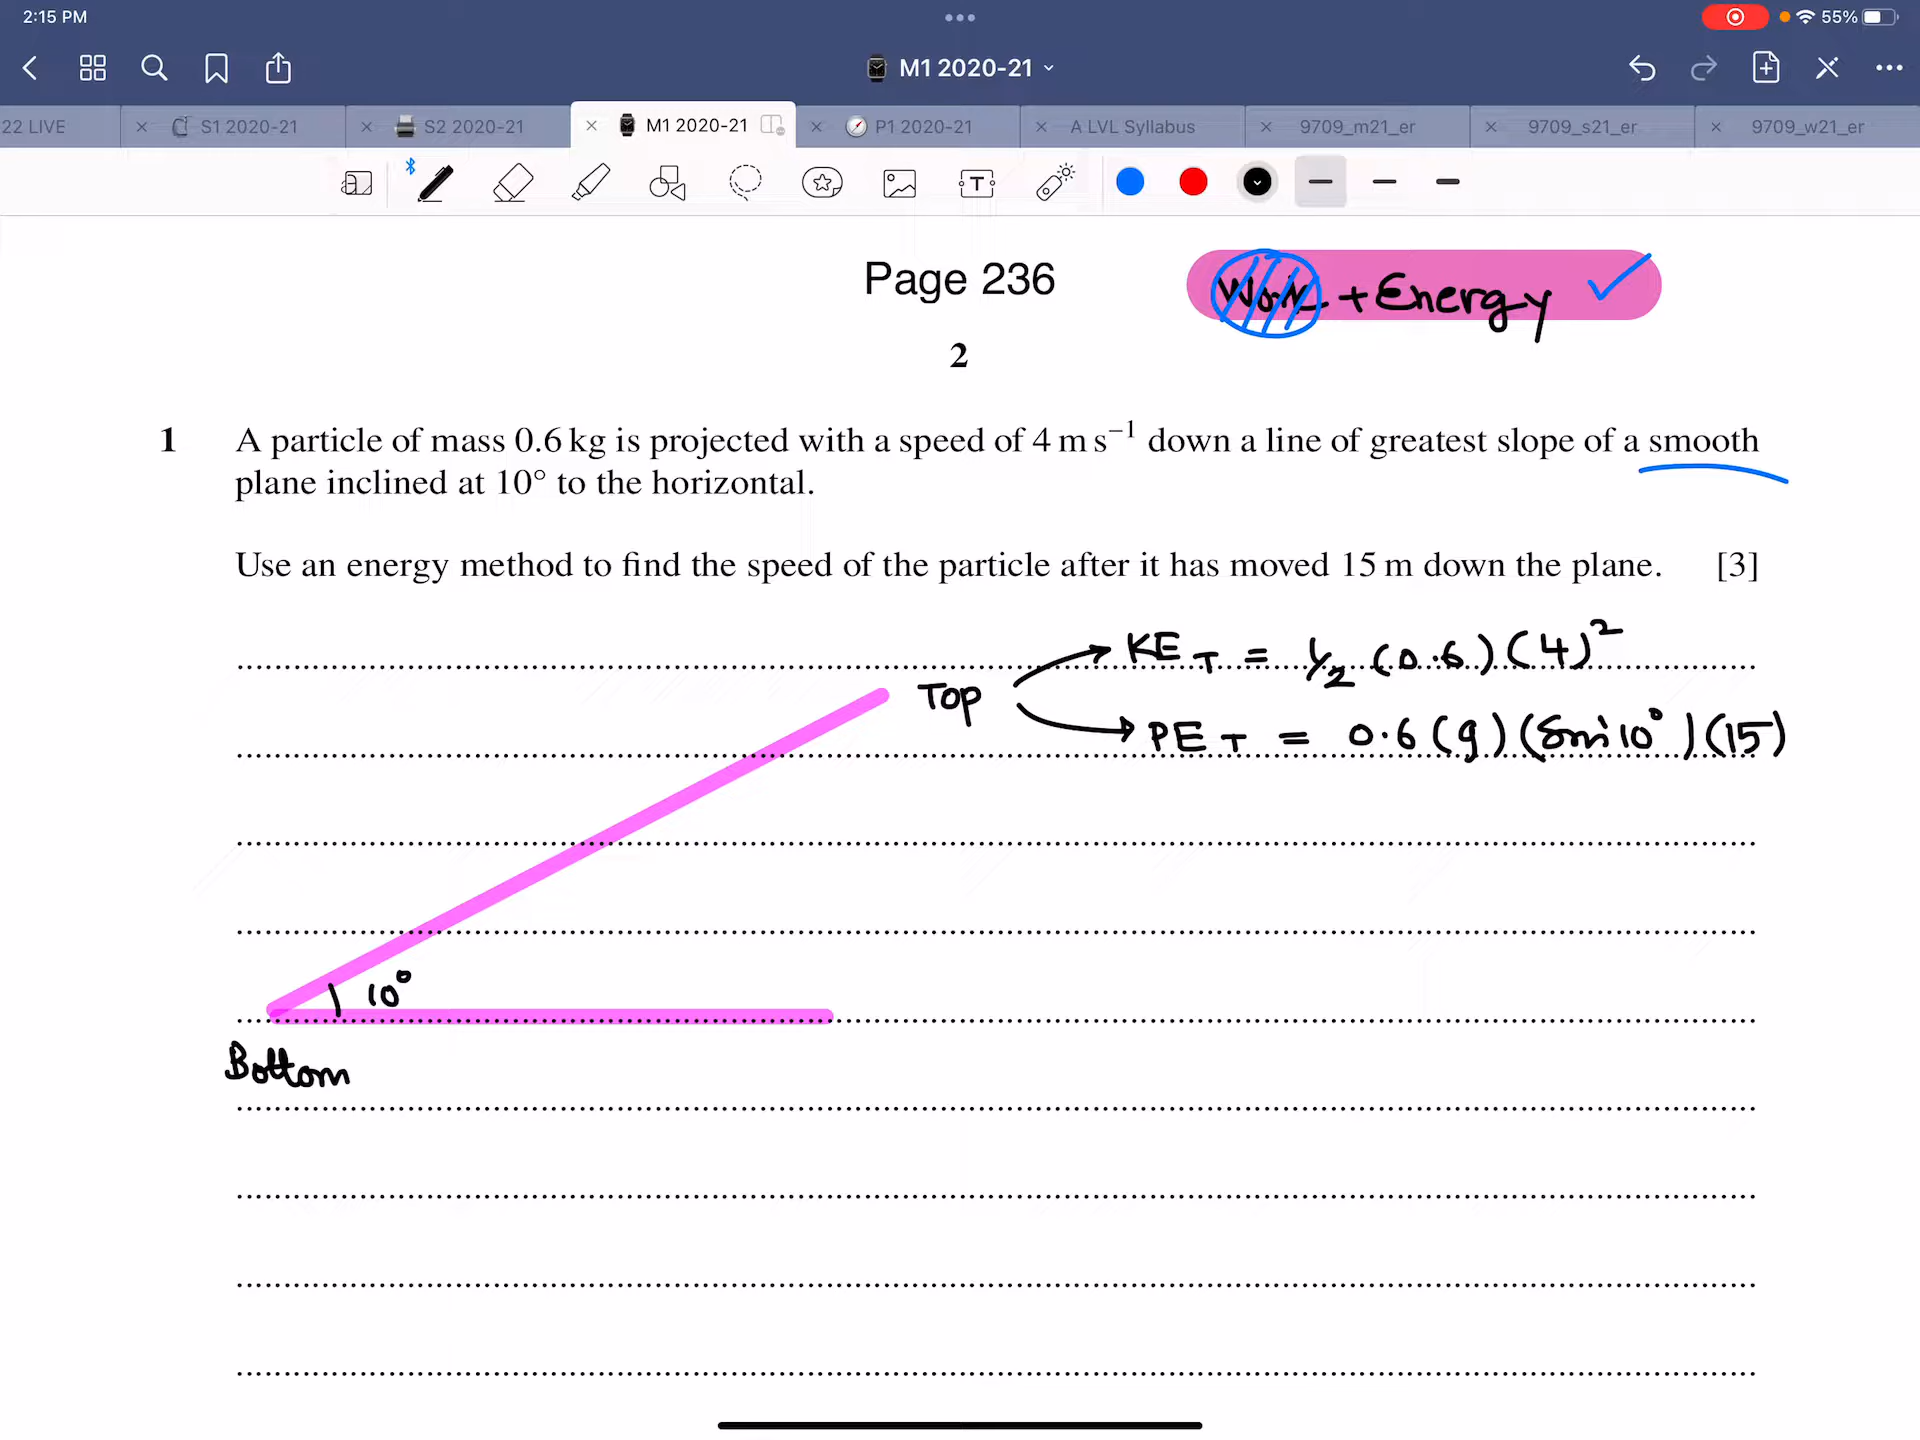 2:15 PM
55%
M1 2020-21
22 LIVE
S1 2020-21
S2 2020-21
M1 2020-21
P1 2020-21
A LVL Syllabus
9709_m21_er
9709_s21_er
9709_w21_er
Page 236
Work + Energy ✓
2
1 A particle of mass 0.6 kg is projected with a speed of 4 m s⁻¹ down a line of greatest slope of a smooth
plane inclined at 10° to the horizontal.
Use an energy method to find the speed of the particle after it has moved 15 m down the plane. [3]
KE T = 1/2 (0.6) (4)²
Top
PE T = 0.6 (g) (Sin 10°) (15)
10°
Bottom